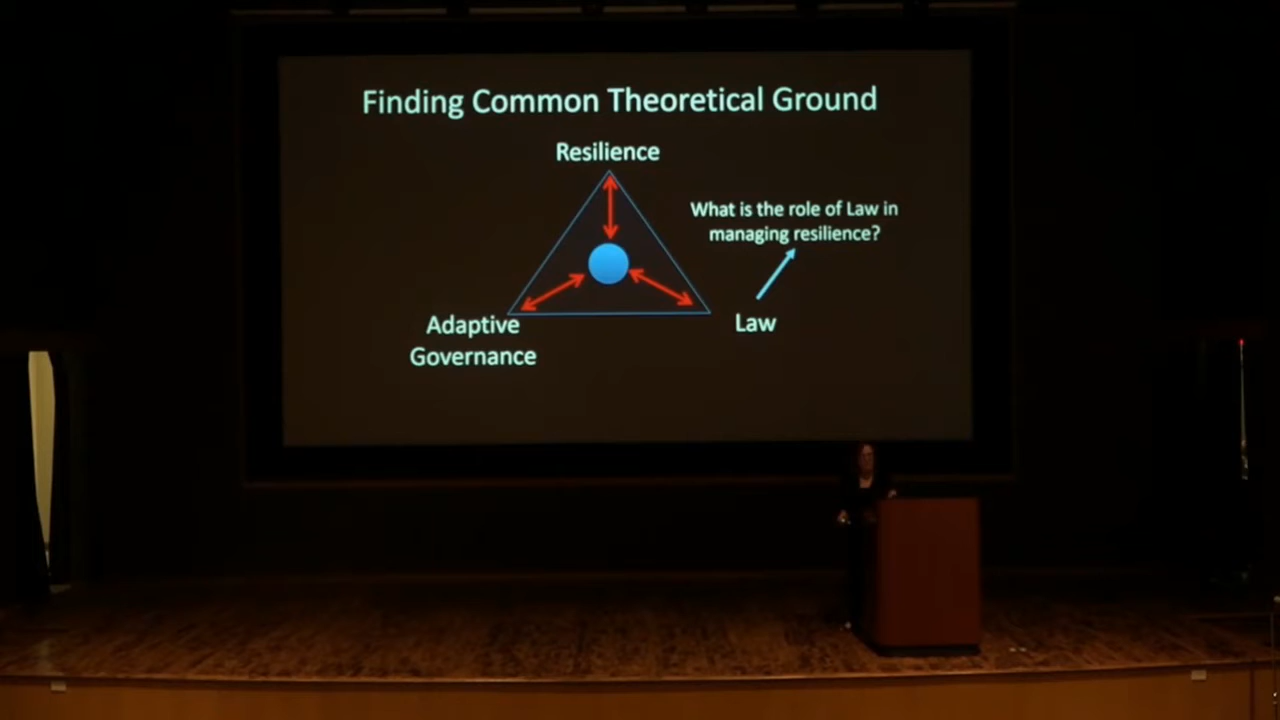 Finding Common Theoretical Ground
Resilience
What is the role of Law in
managing resilience?
Adaptive
Governance
Law